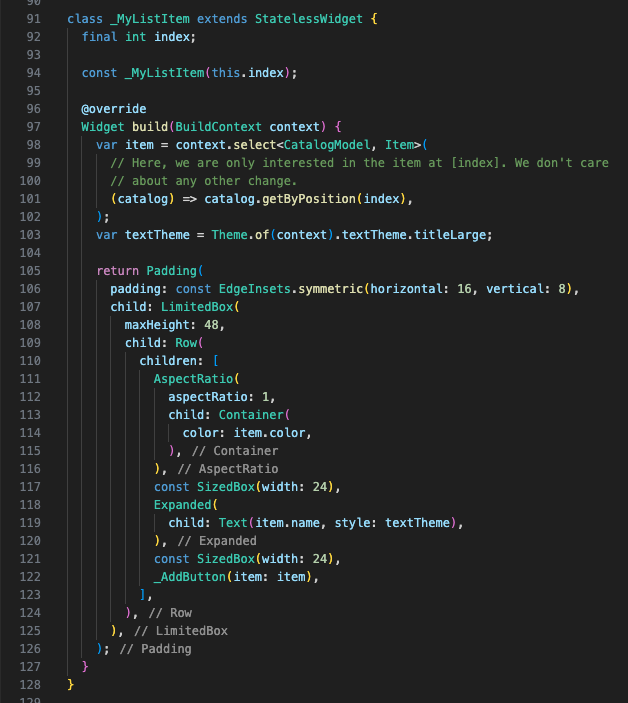 90
91 class _MyListItem extends StatelessWidget {
92   final int index;
93
94   const _MyListItem(this.index);
95
96   @override
97   Widget build(BuildContext context) {
98     var item = context.select<CatalogModel, Item>(
99       // Here, we are only interested in the item at [index]. We don't care
100       // about any other change.
101       (catalog) => catalog.getByPosition(index),
102     );
103     var textTheme = Theme.of(context).textTheme.titleLarge;
104
105     return Padding(
106       padding: const EdgeInsets.symmetric(horizontal: 16, vertical: 8),
107       child: LimitedBox(
108         maxHeight: 48,
109         child: Row(
110           children: [
111             AspectRatio(
112               aspectRatio: 1,
113               child: Container(
114                 color: item.color,
115               ), // Container
116             ), // AspectRatio
117             const SizedBox(width: 24),
118             Expanded(
119               child: Text(item.name, style: textTheme),
120             ), // Expanded
121             const SizedBox(width: 24),
122             _AddButton(item: item),
123           ],
124         ), // Row
125       ), // LimitedBox
126     ); // Padding
127   }
128 }
129